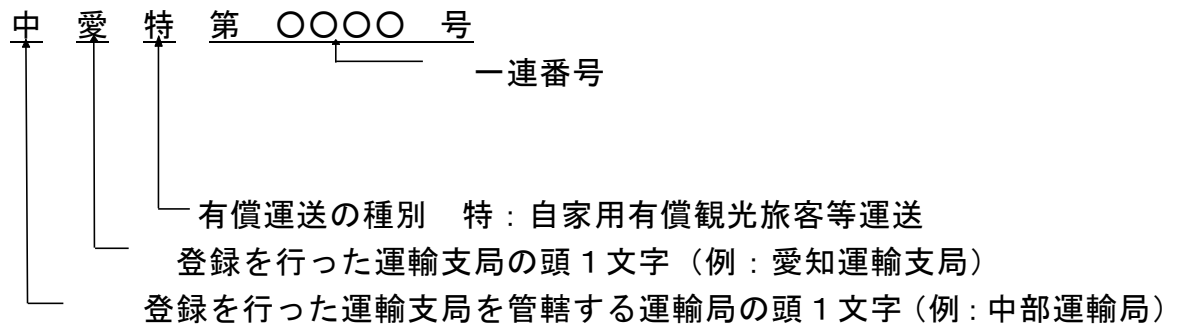 中 愛 特 第 〇〇〇〇 号
一連番号
有償運送の種別 特：自家用有償観光旅客等運送
登録を行った運輸支局の頭１文字（例：愛知運輸支局）
登録を行った運輸支局を管轄する運輸局の頭１文字（例：中部運輸局）